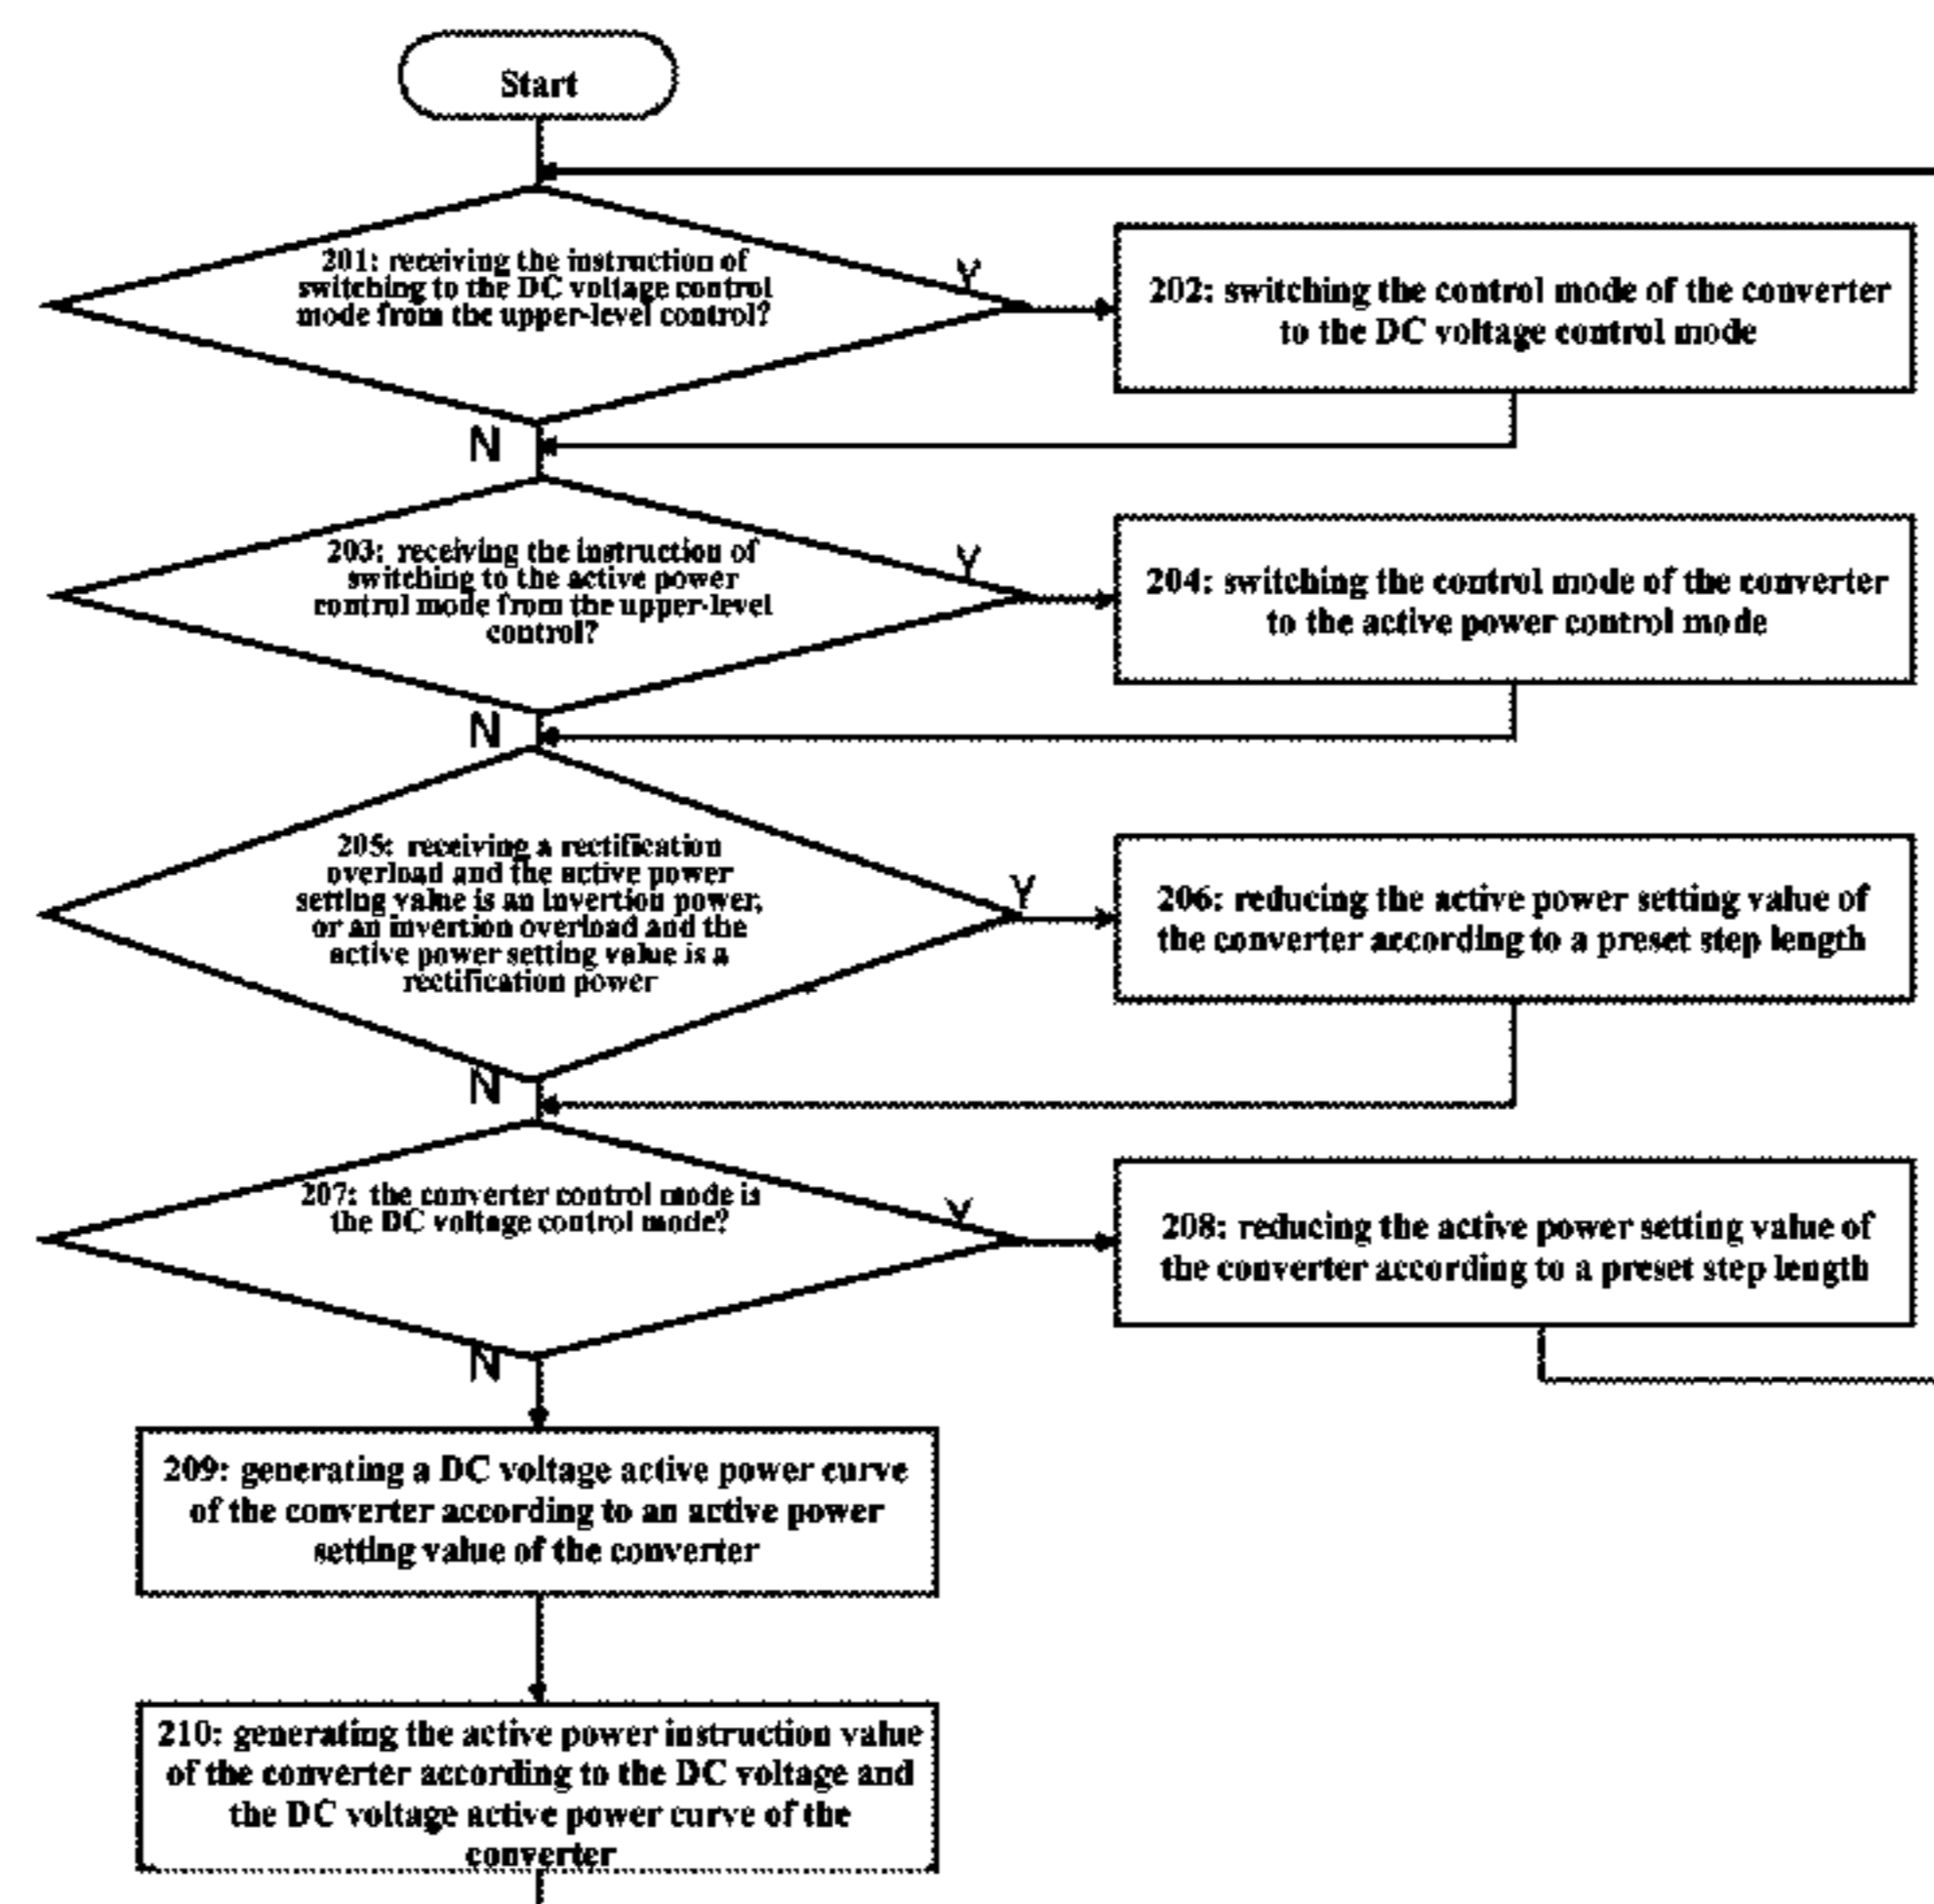 Start
201: receiving the instruction of
switching to the DC voltage control
mode from the upper-level control?
Y
202: switching the control mode of the converter
to the DC voltage control mode
N
203: receiving the instruction of
switching to the active power
control mode from the upper-level
control?
Y
204: switching the control mode of the converter
to the active power control mode
N
205: receiving a rectification
overload and the active power
setting value is an invertion power,
or an invertion overload and the
active power setting value is a
rectification power
Y
206: reducing the active power setting value of
the converter according to a preset step length
N
207: the converter control mode is
the DC voltage control mode?
Y
208: reducing the active power setting value of
the converter according to a preset step length
N
209: generating a DC voltage active power curve
of the converter according to an active power
setting value of the converter
210: generating the active power instruction value
of the converter according to the DC voltage and
the DC voltage active power curve of the
converter